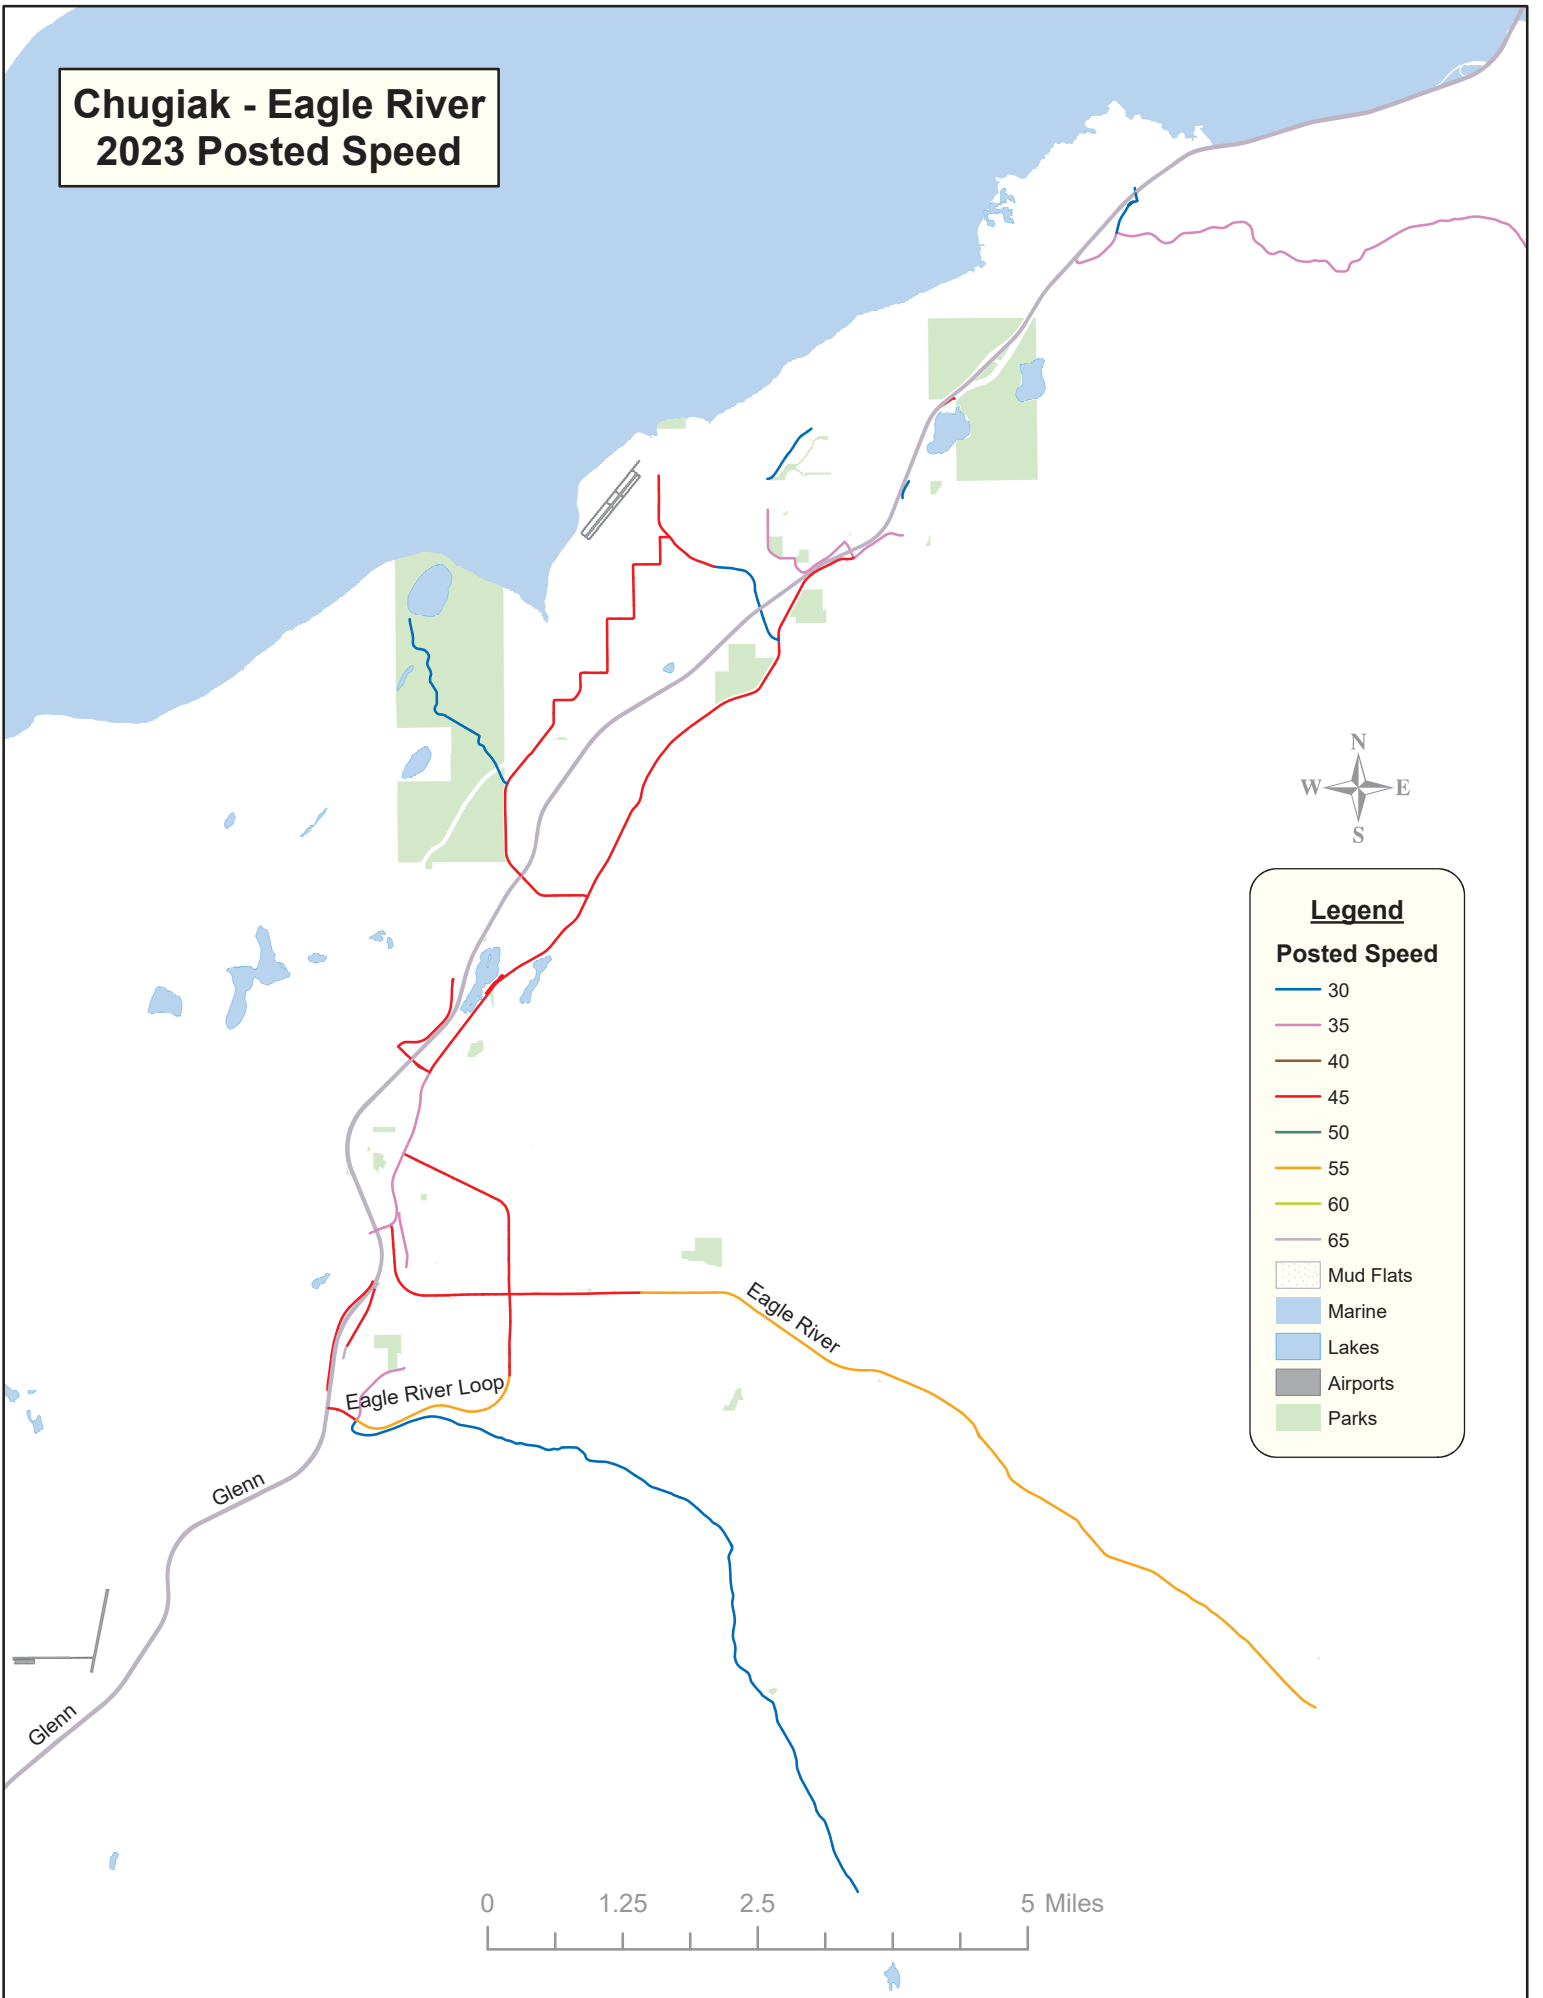 Chugiak - Eagle River
2023 Posted Speed
N
W
E
S
Legend
Posted Speed
30
35
40
45
50
55
60
65
Mud Flats
Marine
Lakes
Airports
Parks
Eagle River
Eagle River Loop
Glenn
Glenn
0 1.25 2.5 5 Miles